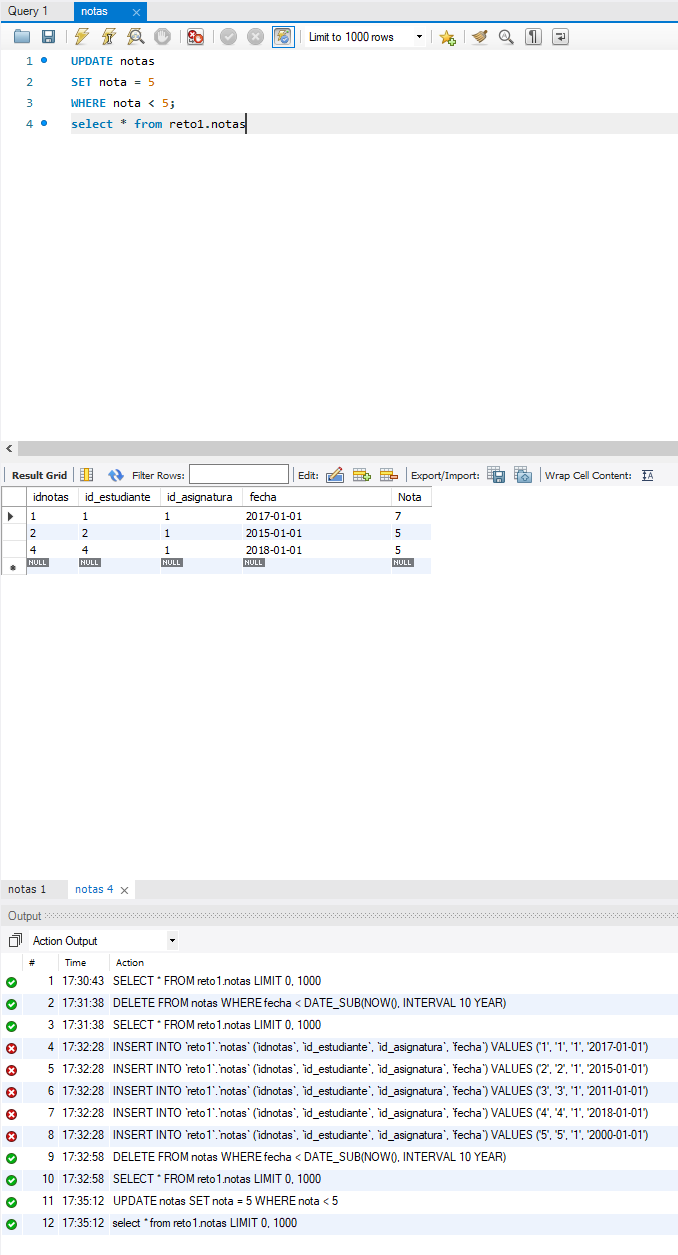 Query 1 notas
Limit to 1000 rows
1 UPDATE notas
2 SET nota = 5
3 WHERE nota < 5;
4 select * from reto1.notas
Result Grid Filter Rows: Edit: Export/Import: Wrap Cell Content:
idnotas id_estudiante id_asignatura fecha Nota
1 1 1 2017-01-01 7
2 2 1 2015-01-01 5
4 4 1 2018-01-01 5
NULL NULL NULL NULL NULL
notas 1 notas 4
Output
Action Output
# Time Action
1 17:30:43 SELECT * FROM reto1.notas LIMIT 0, 1000
2 17:31:38 DELETE FROM notas WHERE fecha < DATE_SUB(NOW(), INTERVAL 10 YEAR)
3 17:31:38 SELECT * FROM reto1.notas LIMIT 0, 1000
4 17:32:28 INSERT INTO `reto1`.`notas` (`idnotas`, `id_estudiante`, `id_asignatura`, `fecha`) VALUES ('1', '1', '1', '2017-01-01')
5 17:32:28 INSERT INTO `reto1`.`notas` (`idnotas`, `id_estudiante`, `id_asignatura`, `fecha`) VALUES ('2', '2', '1', '2015-01-01')
6 17:32:28 INSERT INTO `reto1`.`notas` (`idnotas`, `id_estudiante`, `id_asignatura`, `fecha`) VALUES ('3', '3', '1', '2011-01-01')
7 17:32:28 INSERT INTO `reto1`.`notas` (`idnotas`, `id_estudiante`, `id_asignatura`, `fecha`) VALUES ('4', '4', '1', '2018-01-01')
8 17:32:28 INSERT INTO `reto1`.`notas` (`idnotas`, `id_estudiante`, `id_asignatura`, `fecha`) VALUES ('5', '5', '1', '2000-01-01')
9 17:32:58 DELETE FROM notas WHERE fecha < DATE_SUB(NOW(), INTERVAL 10 YEAR)
10 17:32:58 SELECT * FROM reto1.notas LIMIT 0, 1000
11 17:35:12 UPDATE notas SET nota = 5 WHERE nota < 5
12 17:35:12 select * from reto1.notas LIMIT 0, 1000